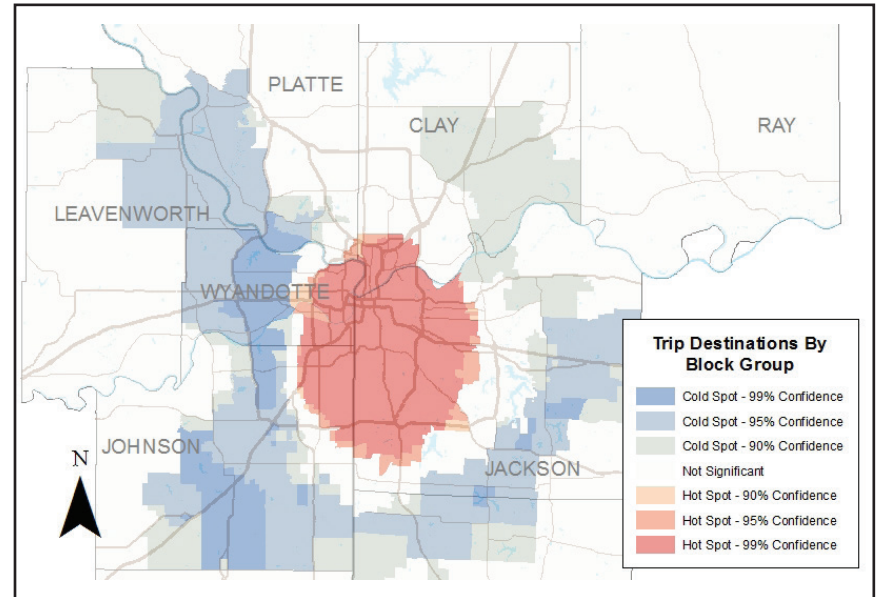 PLATTE
CLAY
RAY
LEAVENWORTH
WYANDOTTE
JOHNSON
N
JACKSON
Trip Destinations By
Block Group
Cold Spot - 99% Confidence
Cold Spot - 95% Confidence
Cold Spot - 90% Confidence
Not Significant
Hot Spot - 90% Confidence
Hot Spot - 95% Confidence
Hot Spot - 99% Confidence